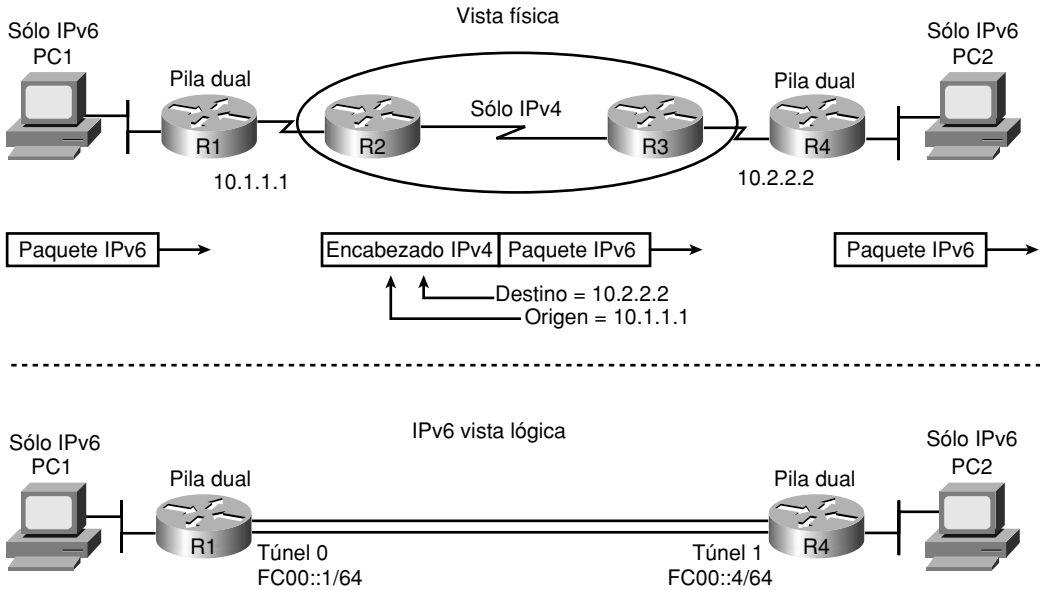 Vista física
Sólo IPv6
PC1
Sólo IPv6
PC2
Pila dual
Pila dual
Sólo IPv4
R1
R2
R3
R4
10.1.1.1
10.2.2.2
Paquete IPv6
Encabezado IPv4
Paquete IPv6
Paquete IPv6
Destino = 10.2.2.2
Origen = 10.1.1.1
IPv6 vista lógica
Sólo IPv6
PC1
Sólo IPv6
PC2
Pila dual
Pila dual
R1
R4
Túnel 0
FC00::1/64
Túnel 1
FC00::4/64